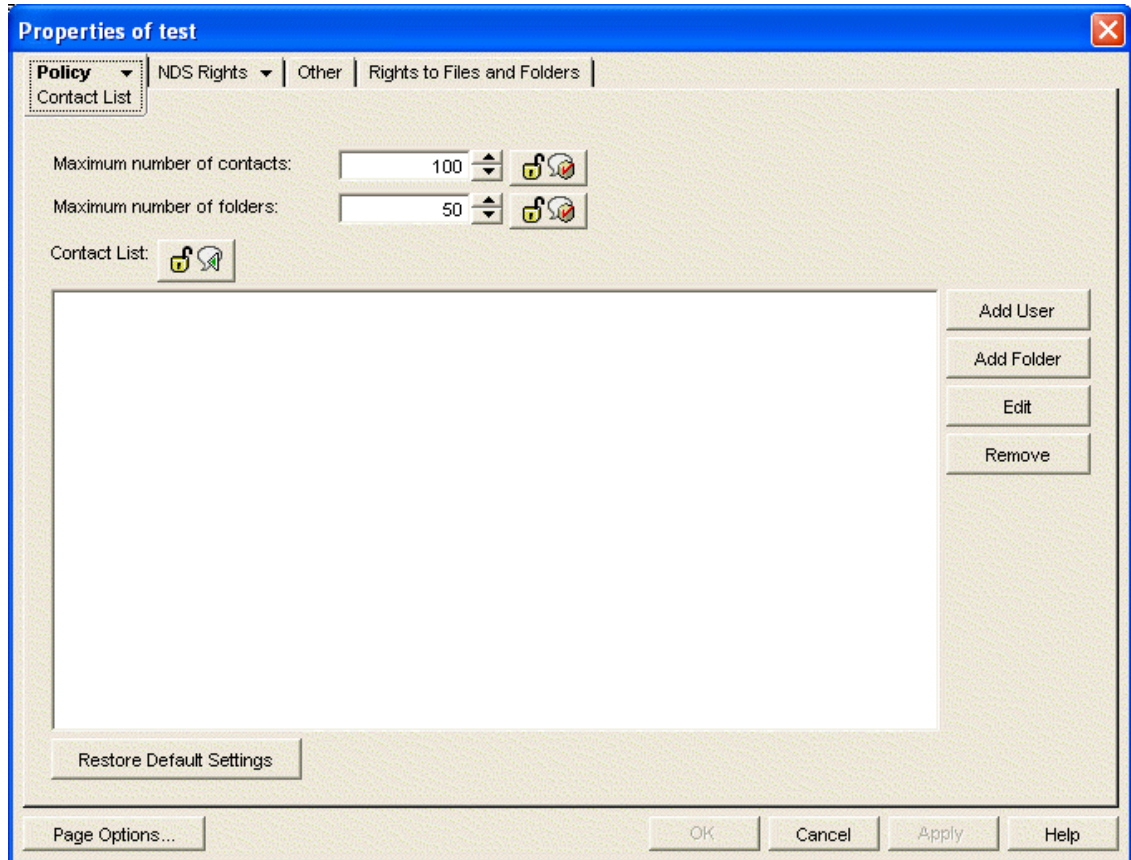 Properties of test
Policy NDS Rights Other Rights to Files and Folders
Contact List
Maximum number of contacts: 100
Maximum number of folders: 50
Contact List:
Add User
Add Folder
Edit
Remove
Restore Default Settings
Page Options... OK Cancel Apply Help